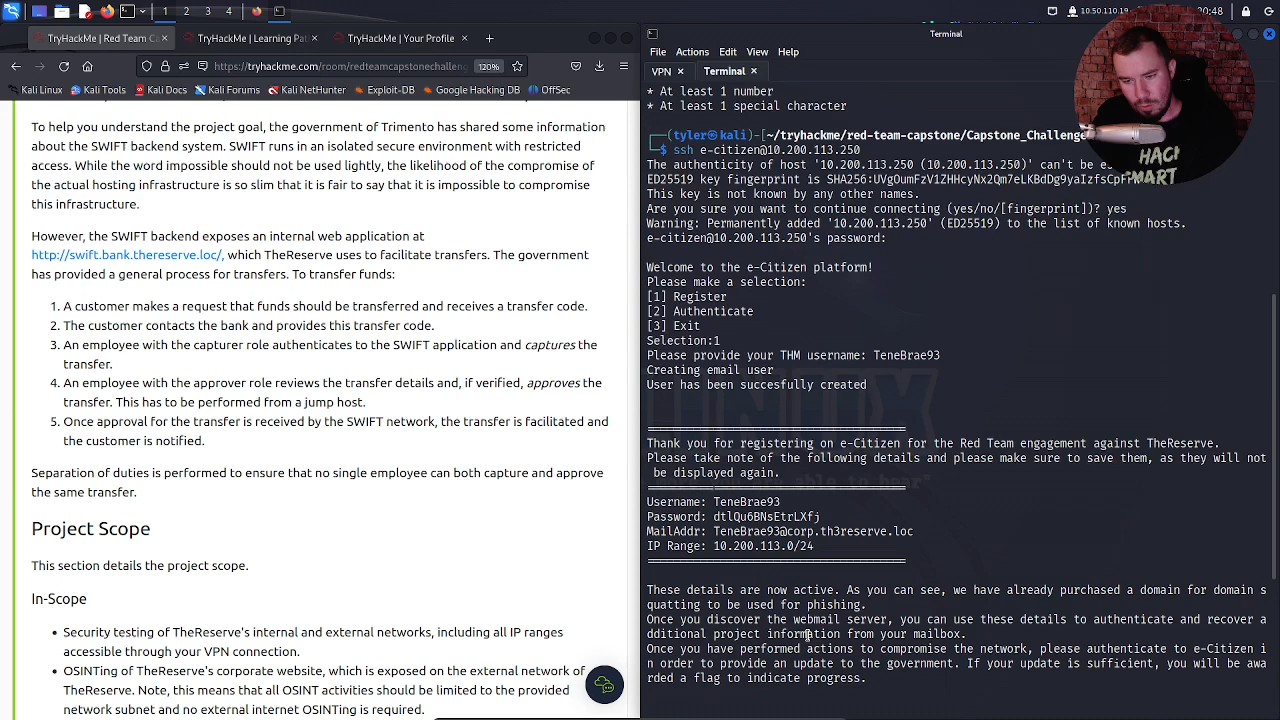 1 2 3 4
10.50.110.19
20:48
TryHackMe | Red Team Ca
TryHackMe | Learning Pat
TryHackMe | Your Profile
Terminal
https://tryhackme.com/room/redteamcapstonechalleng
120%
File Actions Edit View Help
Kali Linux Kali Tools Kali Docs Kali Forums Kali NetHunter Exploit-DB Google Hacking DB OffSec
VPN Terminal
To help you understand the project goal, the government of Trimento has shared some information
about the SWIFT backend system. SWIFT runs in an isolated secure environment with restricted
access. While the word impossible should not be used lightly, the likelihood of the compromise of
the actual hosting infrastructure is so slim that it is fair to say that it is impossible to compromise
this infrastructure.
However, the SWIFT backend exposes an internal web application at
http://swift.bank.thereserve.loc/, which TheReserve uses to facilitate transfers. The government
has provided a general process for transfers. To transfer funds:
1. A customer makes a request that funds should be transferred and receives a transfer code.
2. The customer contacts the bank and provides this transfer code.
3. An employee with the capturer role authenticates to the SWIFT application and captures the
transfer.
4. An employee with the approver role reviews the transfer details and, if verified, approves the
transfer. This has to be performed from a jump host.
5. Once approval for the transfer is received by the SWIFT network, the transfer is facilitated and
the customer is notified.
Separation of duties is performed to ensure that no single employee can both capture and approve
the same transfer.
Project Scope
This section details the project scope.
In-Scope
• Security testing of TheReserve's internal and external networks, including all IP ranges
accessible through your VPN connection.
• OSINTing of TheReserve's corporate website, which is exposed on the external network of
TheReserve. Note, this means that all OSINT activities should be limited to the provided
network subnet and no external internet OSINTing is required.
* At least 1 number
* At least 1 special character
(tyler㉿kali)-[~/tryhackme/red-team-capstone/Capstone_Challenge
$ ssh e-citizen@10.200.113.250
The authenticity of host '10.200.113.250 (10.200.113.250)' can't be e
ED25519 key fingerprint is
This key is not known by any other names.
Are you sure you want to continue connecting (yes/no/[fingerprint])? yes
Warning: Permanently added '10.200.113.250' (ED25519) to the list of known hosts.
e-citizen@10.200.113.250's password:
Welcome to the e-Citizen platform!
Please make a selection:
[1] Register
[2] Authenticate
[3] Exit
Selection:1
Please provide your THM username: TeneBrae93
Creating email user
User has been succesfully created
==================================
Thank you for registering on e-Citizen for the Red Team engagement against TheReserve.
Please take note of the following details and please make sure to save them, as they will not
be displayed again.
==================================
Username: TeneBrae93
Password: dtlQu6BNsEtrLXfj
MailAddr: TeneBrae93@corp.th3reserve.loc
IP Range: 10.200.113.0/24
==================================
These details are now active. As you can see, we have already purchased a domain for domain s
quatting to be used for phishing.
Once you discover the webmail server, you can use these details to authenticate and recover a
dditional project information from your mailbox.
Once you have performed actions to compromise the network, please authenticate to e-Citizen i
n order to provide an update to the government. If your update is sufficient, you will be awa
rded a flag to indicate progress.
HACK
SMART